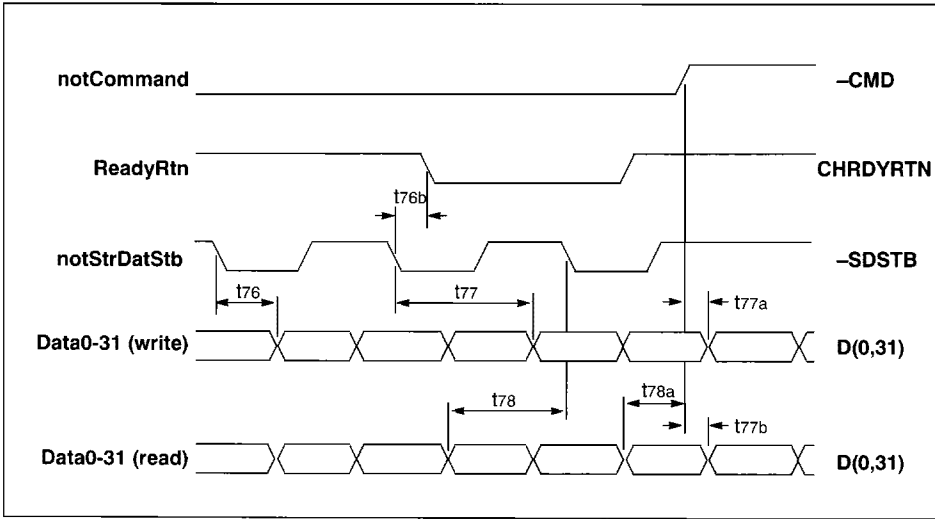 notCommand –CMD
ReadyRtn CHRDYRTN
t76b
notStrDatStb –SDSTB
t76 t77 t77a
Data0-31 (write) D(0,31)
t78 t78a
t77b
Data0-31 (read) D(0,31)